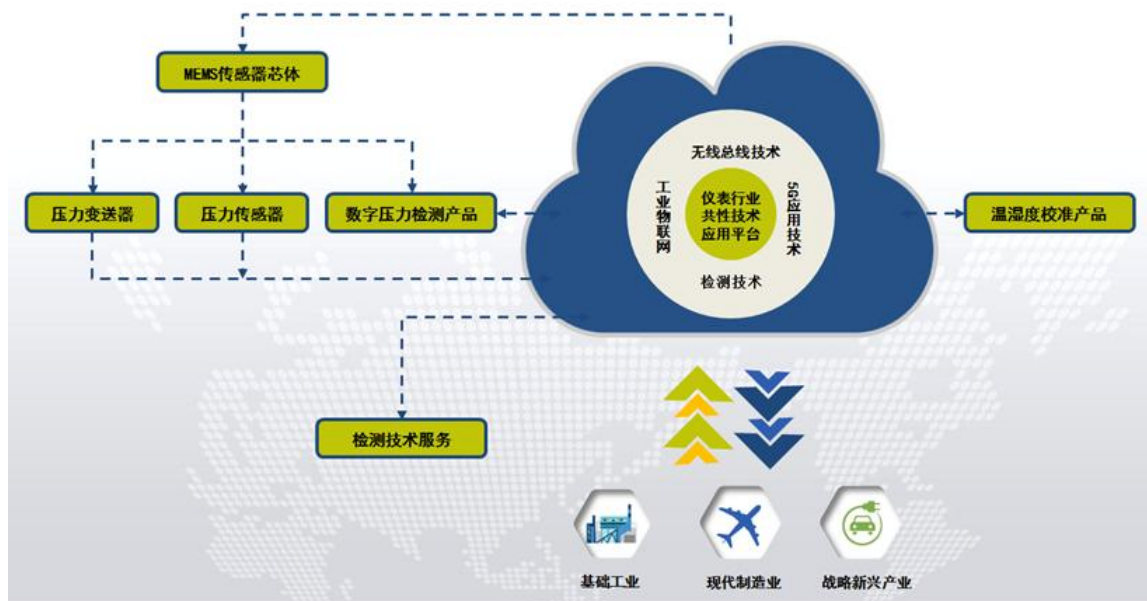 MEMS传感器芯体
无线总线技术
工业物联网
仪表行业
共性技术
应用平台
5G应用技术
检测技术
压力变送器
压力传感器
数字压力检测产品
温湿度校准产品
检测技术服务
基础工业
现代制造业
战略新兴产业